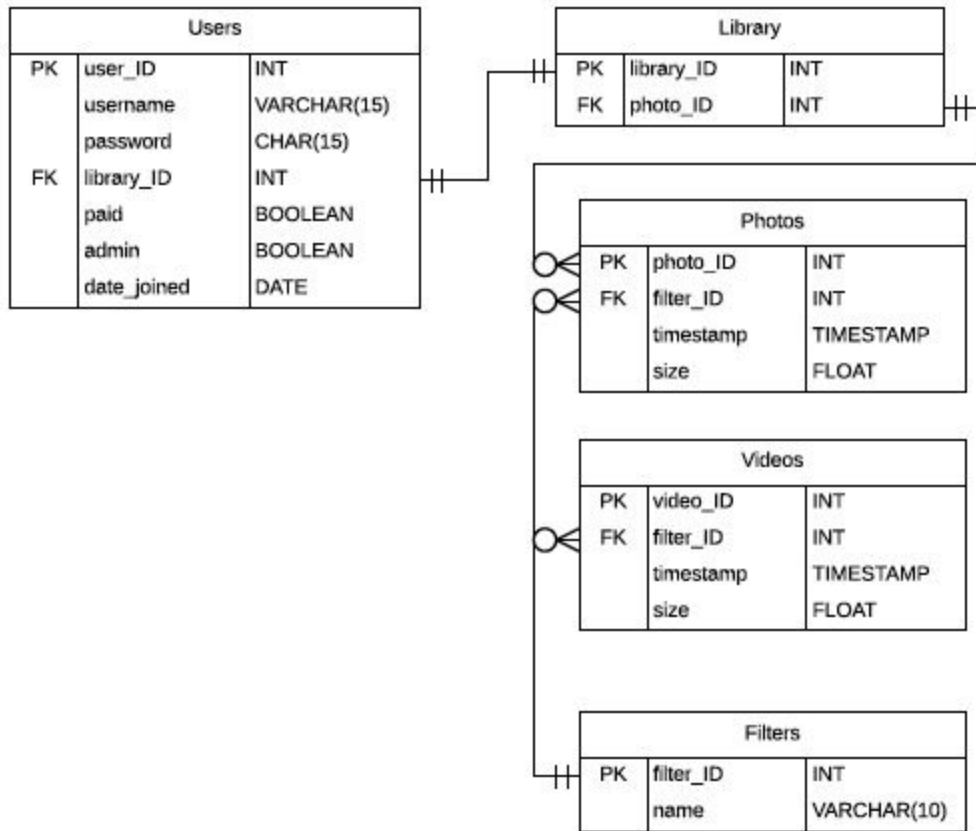 Users
PK user_ID INT
username VARCHAR(15)
password CHAR(15)
FK library_ID INT
paid BOOLEAN
admin BOOLEAN
date_joined DATE
Library
PK library_ID INT
FK photo_ID INT
Photos
PK photo_ID INT
FK filter_ID INT
timestamp TIMESTAMP
size FLOAT
Videos
PK video_ID INT
FK filter_ID INT
timestamp TIMESTAMP
size FLOAT
Filters
PK filter_ID INT
name VARCHAR(10)